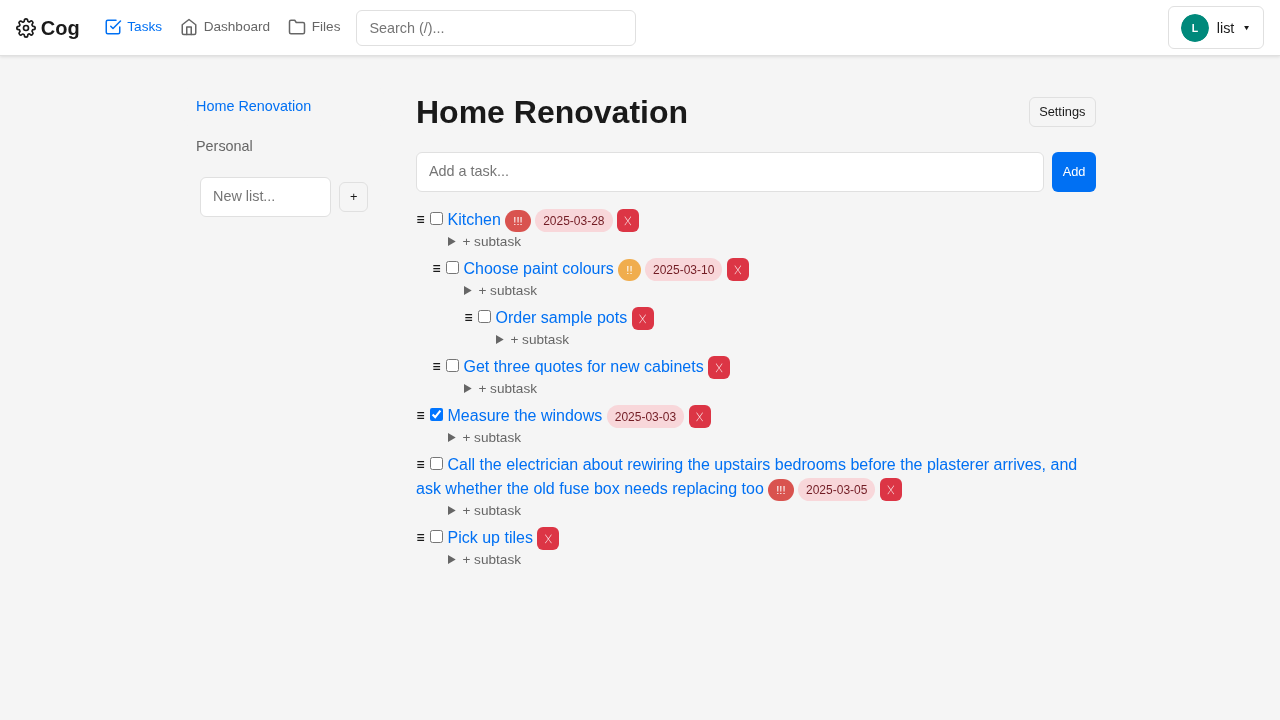 Cog Tasks Dashboard Files Search (/)... L list
Home Renovation
Personal
New list... +
Home Renovation Settings
Add a task... Add
Kitchen !!! 2025-03-28 X
+ subtask
Choose paint colours !! 2025-03-10 X
+ subtask
Order sample pots X
+ subtask
Get three quotes for new cabinets X
+ subtask
Measure the windows 2025-03-03 X
+ subtask
Call the electrician about rewiring the upstairs bedrooms before the plasterer arrives, and
ask whether the old fuse box needs replacing too !!! 2025-03-05 X
+ subtask
Pick up tiles X
+ subtask